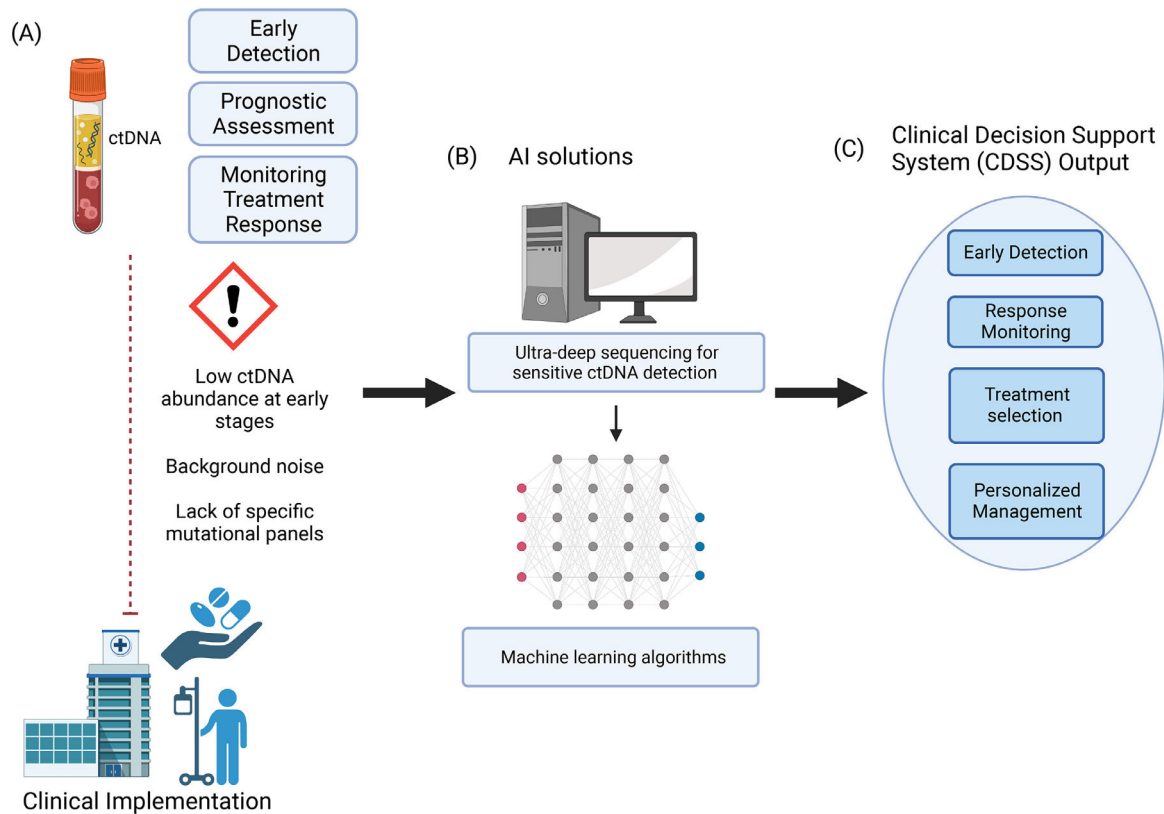 (A)
ctDNA
Early
Detection
Prognostic
Assessment
Monitoring
Treatment
Response
Low ctDNA
abundance at early
stages
Background noise
Lack of specific
mutational panels
Clinical Implementation
(B) AI solutions
Ultra-deep sequencing for
sensitive ctDNA detection
Machine learning algorithms
(C) Clinical Decision Support
System (CDSS) Output
Early Detection
Response
Monitoring
Treatment
selection
Personalized
Management